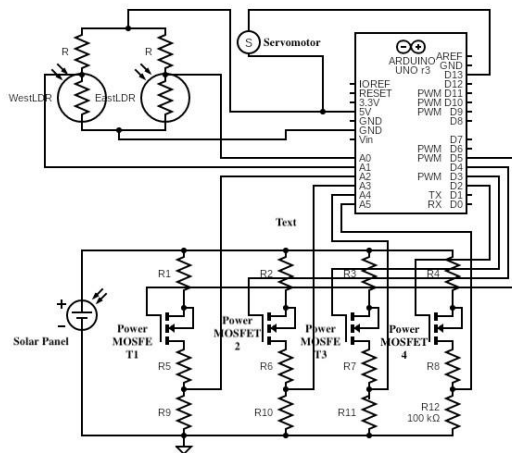 R
R
WestLDR
EastLDR
S
Servomotor
ARDUINO
UNO r3
IOREF
RESET
3.3V
5V
GND
GND
Vin
A0
A1
A2
A3
A4
A5
AREF
GND
D13
D12
PWM D11
PWM D10
PWM D9
D8
D7
PWM D6
PWM D5
D4
PWM D3
D2
TX D1
RX D0
Text
R1
R2
R3
R4
+
−
Solar Panel
Power
MOSFE
T1
Power
MOSFET
2
Power
MOSFET
T3
Power
MOSFET
4
R5
R6
R7
R8
R9
R10
R11
R12
100 kΩ